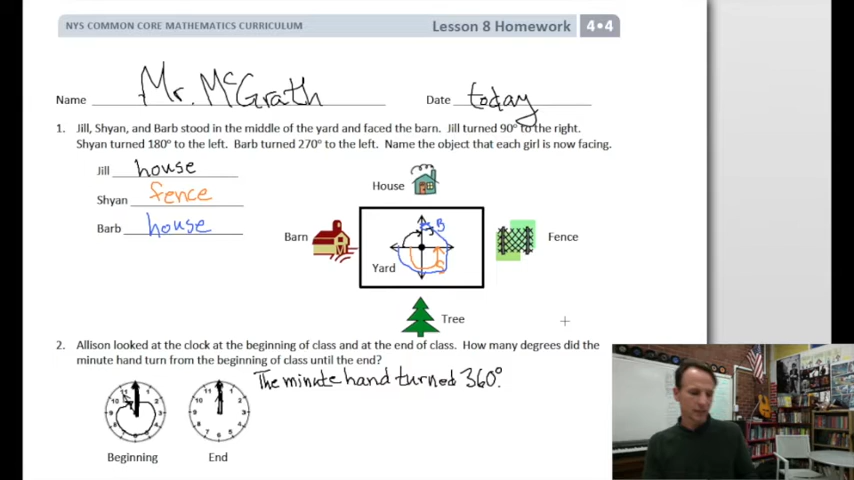 NYS COMMON CORE MATHEMATICS CURRICULUM
Lesson 8 Homework 4•4
Name Mr. McGrath Date today
1. Jill, Shyan, and Barb stood in the middle of the yard and faced the barn. Jill turned 90° to the right.
Shyan turned 180° to the left. Barb turned 270° to the left. Name the object that each girl is now facing.
Jill house
Shyan fence
Barb house
House
Barn
Fence
Yard
B
S
Tree
2. Allison looked at the clock at the beginning of class and at the end of class. How many degrees did the
minute hand turn from the beginning of class until the end?
The minute hand turned 360°.
Beginning
End